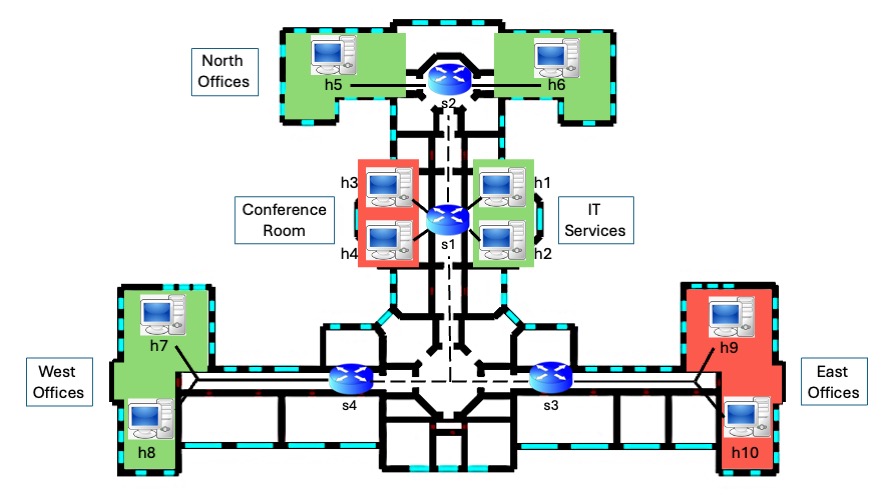 North
Offices
h5
h6
s2
h3
h1
Conference
Room
IT
Services
s1
h4
h2
h7
h9
West
Offices
East
Offices
s4
s3
h8
h10